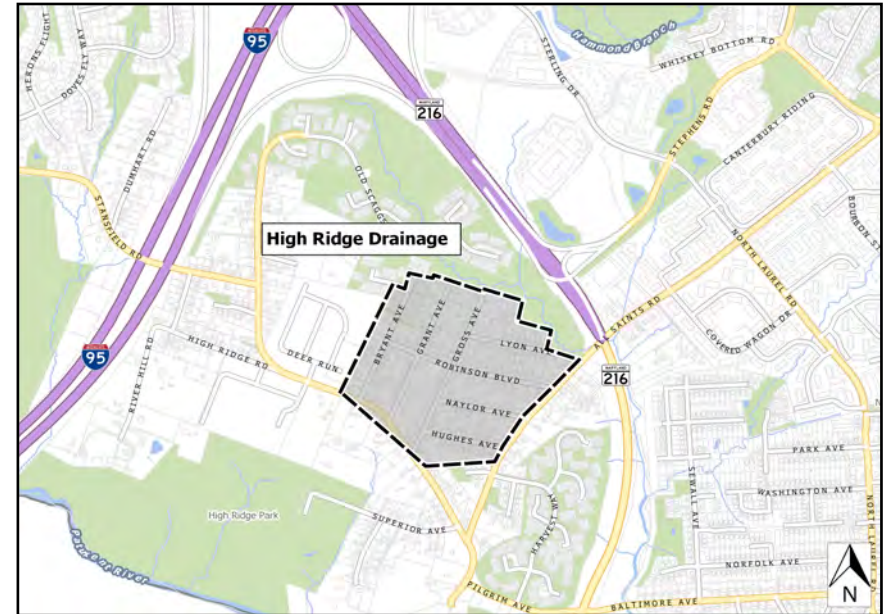 HERONS FLIGHT
DOVES FLY
WAY
95
Hammond Branch
WHISKEY BOTTOM RD
STERLING DR
MARYLAND
216
STEPHENS RD
CANTERBURY RIDING
DUNHART RD
OLD SCAGGS
STANSFIELD RD
High Ridge Drainage
BOURBON ST
NORTH LAUREL RD
BRYANT AVE
GRANT AVE
GROSS AVE
LYON AVE
ALL SAINTS RD
COVERED WAGON DR
95
RIVER HILL RD
HIGH RIDGE RD
DEER RUN
ROBINSON BLVD
MARYLAND
216
NAYLOR AVE
HUGHES AVE
PARK AVE
SEWALL AVE
WASHINGTON AVE
High Ridge Park
SUPERIOR AVE
HARVEST WAY
NORTH LAUREL RD
Patuxent River
NORFOLK AVE
PILGRIM AVE
BALTIMORE AVE
N